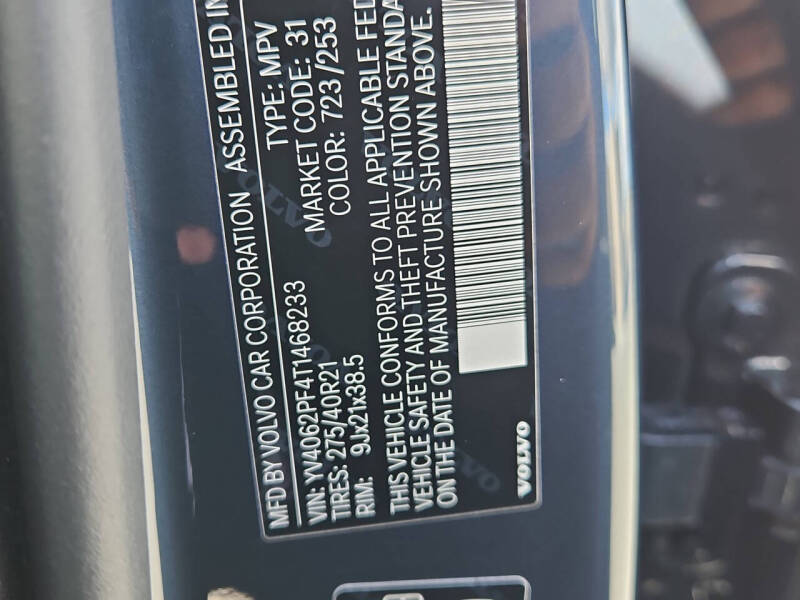 MFD BY VOLVO CAR CORPORATION ASSEMBLED IN
VIN: YV4062PF4T1468233 TYPE: MPV
TIRES: 275/40R21 MARKET CODE: 31
RIM: 9Jx21x38.5 COLOR: 723/253
THIS VEHICLE CONFORMS TO ALL APPLICABLE FED
VEHICLE SAFETY AND THEFT PREVENTION STANDA
ON THE DATE OF MANUFACTURE SHOWN ABOVE.
VOLVO